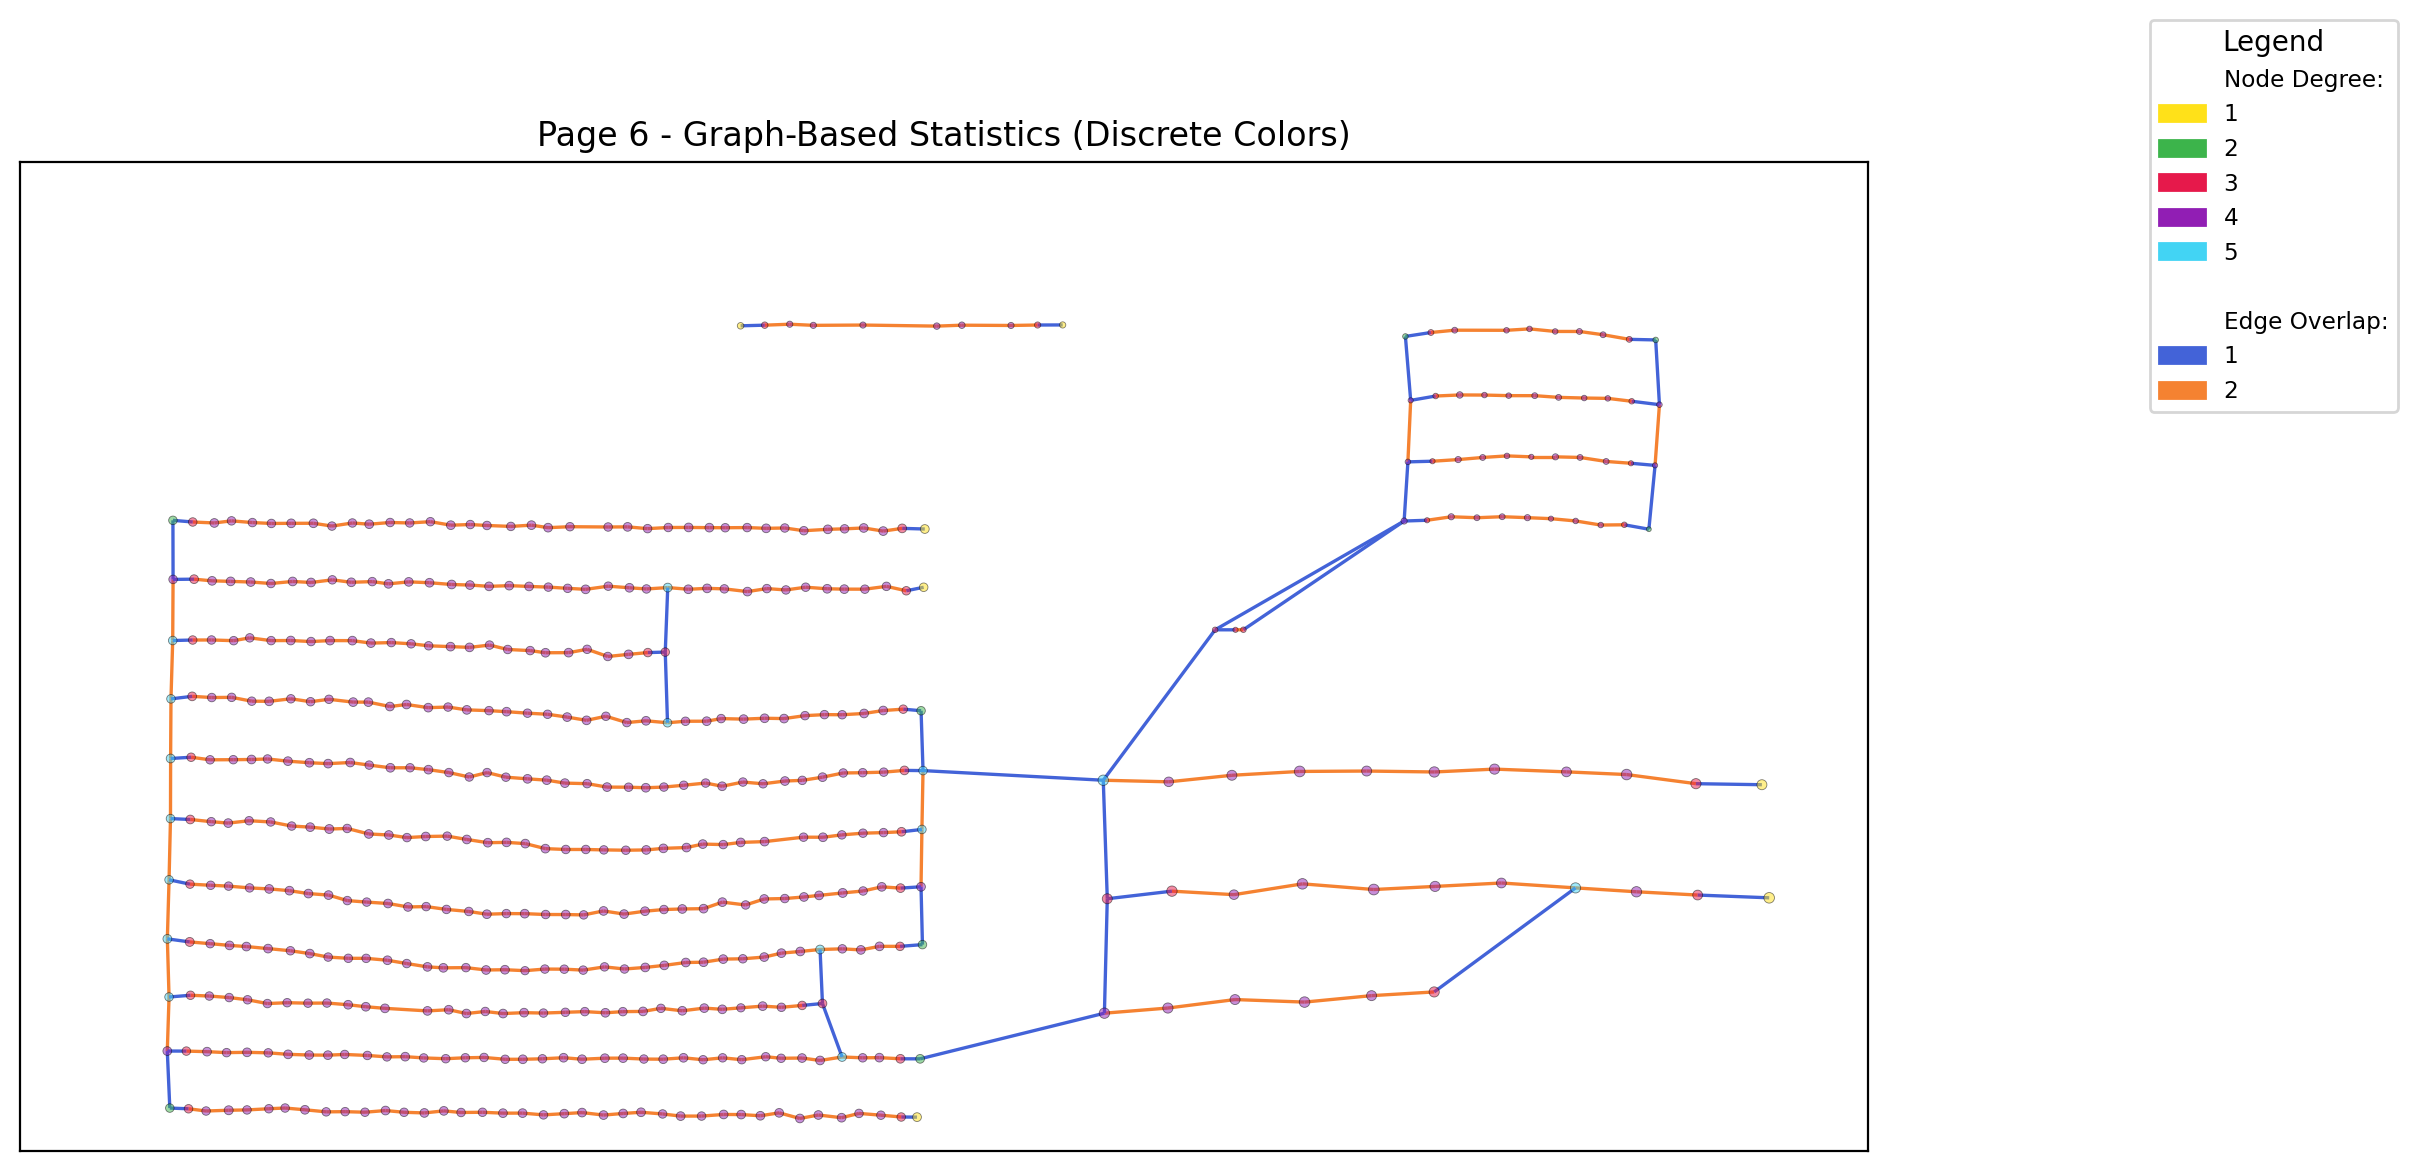 Page 6 - Graph-Based Statistics (Discrete Colors)
Legend
Node Degree:
1
2
3
4
5
Edge Overlap:
1
2